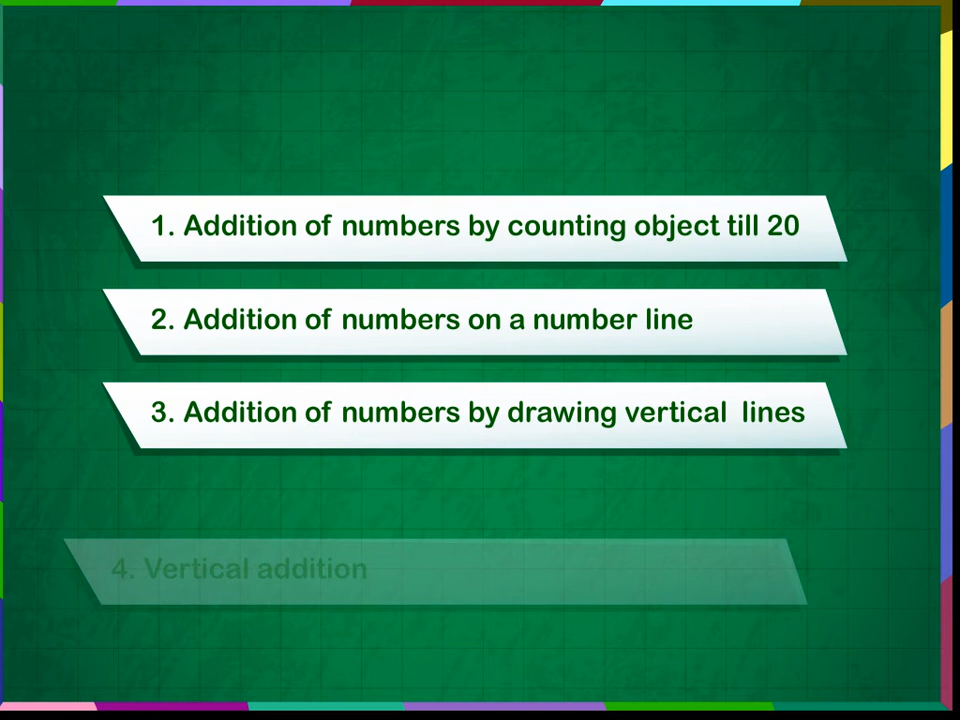 1. Addition of numbers by counting object till 20
2. Addition of numbers on a number line
3. Addition of numbers by drawing vertical lines
4. Vertical addition